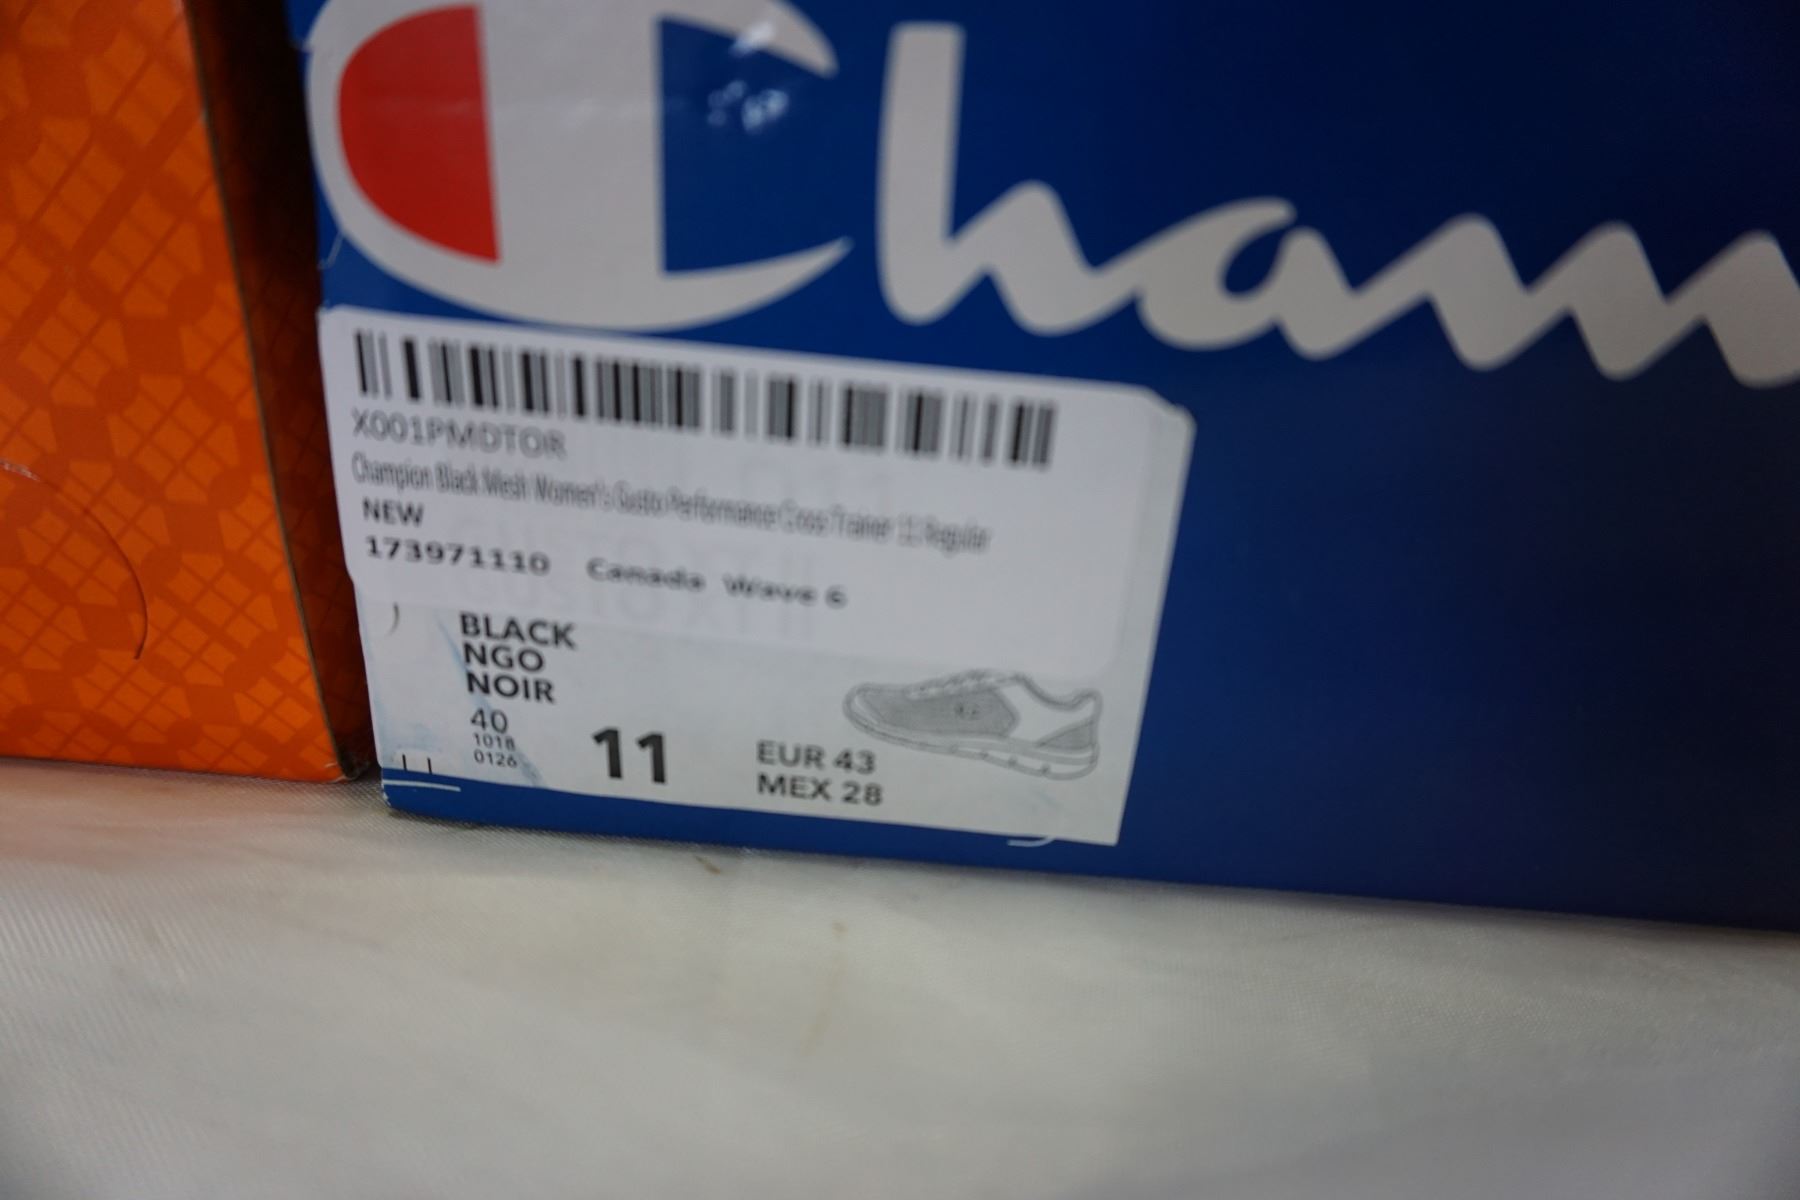 Cham
X001PMDTOR
Champion Black Mesh Women's Gusto Performance Cross Trainer 11 Regular
NEW
173971110 Canada Wave 6
BLACK
NGO
NOIR
40
1018
0126
11
EUR 43
MEX 28